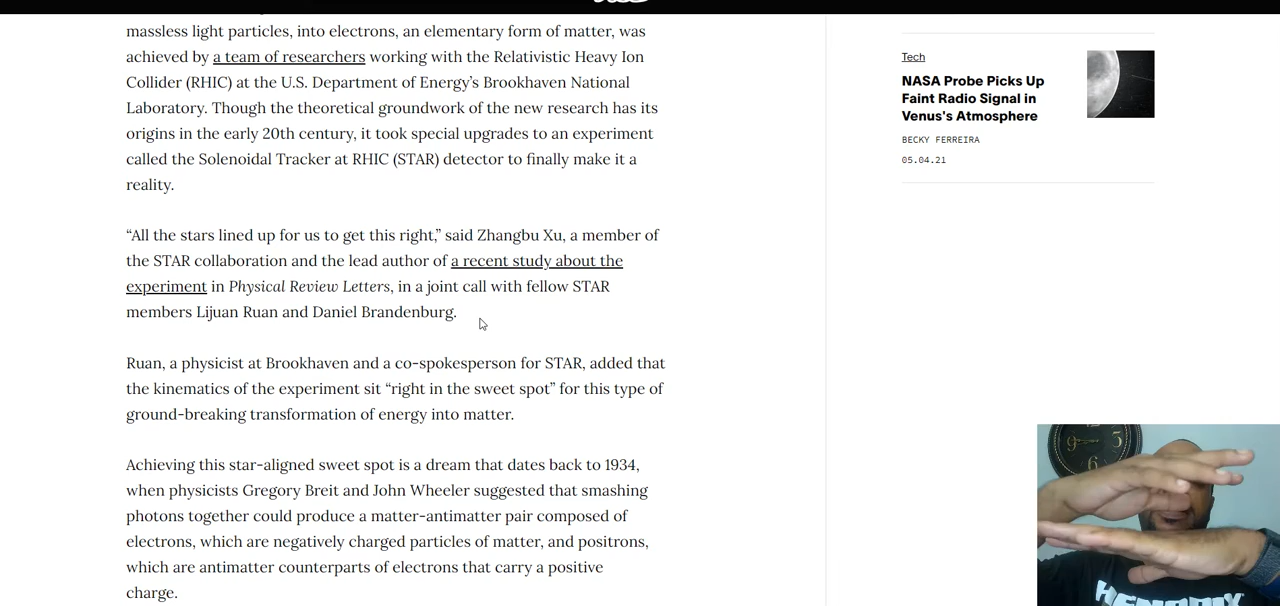 massless light particles, into electrons, an elementary form of matter, was
achieved by a team of researchers working with the Relativistic Heavy Ion
Collider (RHIC) at the U.S. Department of Energy’s Brookhaven National
Laboratory. Though the theoretical groundwork of the new research has its
origins in the early 20th century, it took special upgrades to an experiment
called the Solenoidal Tracker at RHIC (STAR) detector to finally make it a
reality.
“All the stars lined up for us to get this right,” said Zhangbu Xu, a member of
the STAR collaboration and the lead author of a recent study about the
experiment in Physical Review Letters, in a joint call with fellow STAR
members Lijuan Ruan and Daniel Brandenburg.
Ruan, a physicist at Brookhaven and a co-spokesperson for STAR, added that
the kinematics of the experiment sit “right in the sweet spot” for this type of
ground-breaking transformation of energy into matter.
Achieving this star-aligned sweet spot is a dream that dates back to 1934,
when physicists Gregory Breit and John Wheeler suggested that smashing
photons together could produce a matter-antimatter pair composed of
electrons, which are negatively charged particles of matter, and positrons,
which are antimatter counterparts of electrons that carry a positive
charge.
Tech
NASA Probe Picks Up
Faint Radio Signal in
Venus's Atmosphere
BECKY FERREIRA
05.04.21
9 3
6
HENDRIX